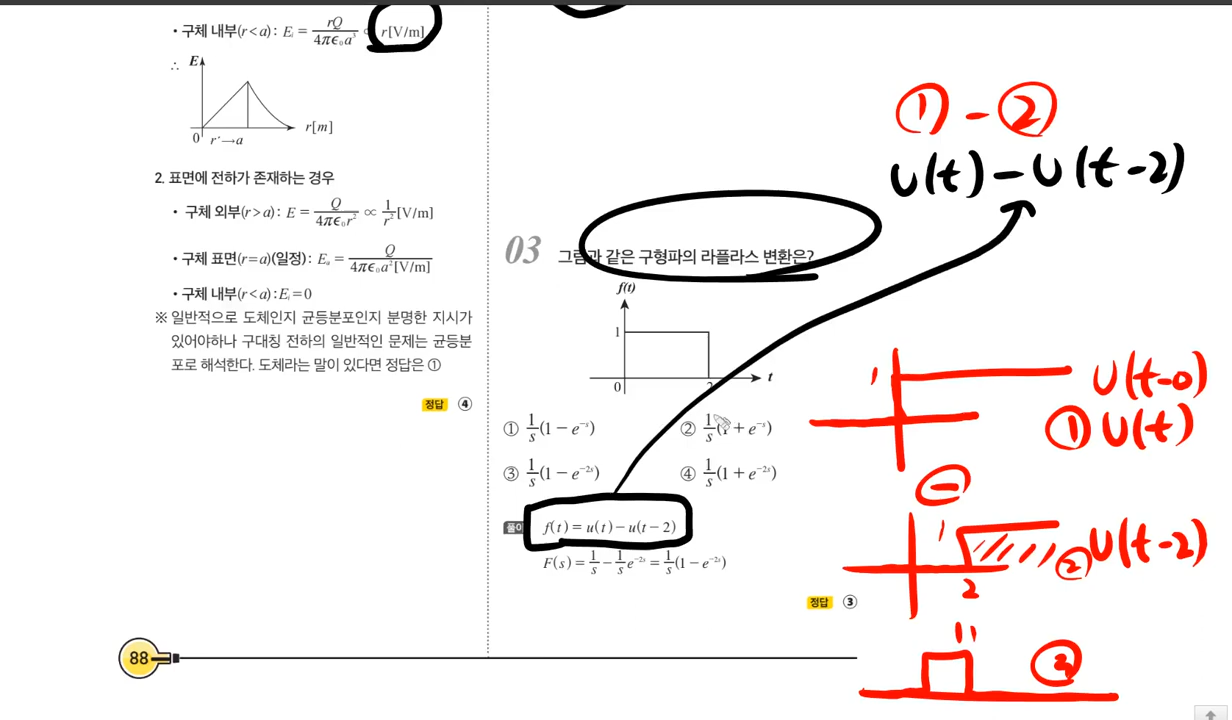 • 구체 내부(r < a) : Eᵢ = rQ / 4πϵ₀a³ ∝ r[V/m]
∴
E
0 r'→a
r[m]
2. 표면에 전하가 존재하는 경우
• 구체 외부(r > a) : E = Q / 4πϵ₀r² ∝ 1/r² [V/m]
• 구체 표면(r=a)(일정) : Eₐ = Q / 4πϵ₀a²[V/m]
• 구체 내부(r < a) : Eᵢ=0
※ 일반적으로 도체인지 균등분포인지 분명한 지시가
있어야하나 구대칭 전하의 일반적인 문제는 균등분
포로 해석한다. 도체라는 말이 있다면 정답은 ①
정답 ④
88
03 그림과 같은 구형파의 라플라스 변환은?
f(t)
1
0 2 t
① 1/s (1 − e⁻ˢ) ② 1/s (1 + e⁻ˢ)
③ 1/s (1 − e⁻²ˢ) ④ 1/s (1 + e⁻²ˢ)
풀이 f(t) = u(t) − u(t − 2)
F(s) = 1/s − 1/s e⁻²ˢ = 1/s (1 − e⁻²ˢ)
정답 ③
① - ②
u(t) - u(t-2)
1 u(t-0)
① u(t)
−
1 ② u(t-2)
2